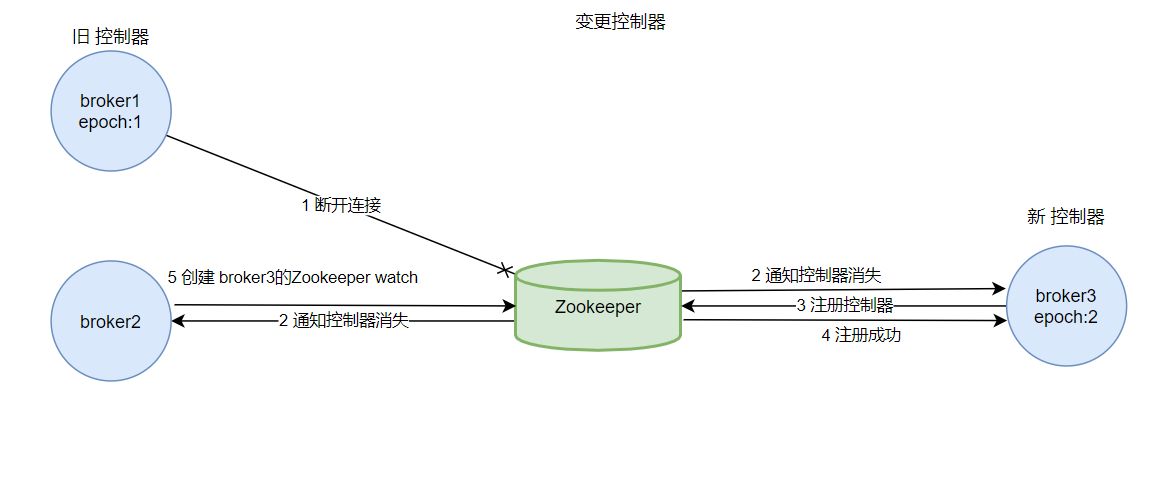 变更控制器
旧 控制器
broker1
epoch:1
1 断开连接
新 控制器
5 创建 broker3的Zookeeper watch
2 通知控制器消失
broker2
2 通知控制器消失
Zookeeper
3 注册控制器
4 注册成功
broker3
epoch:2